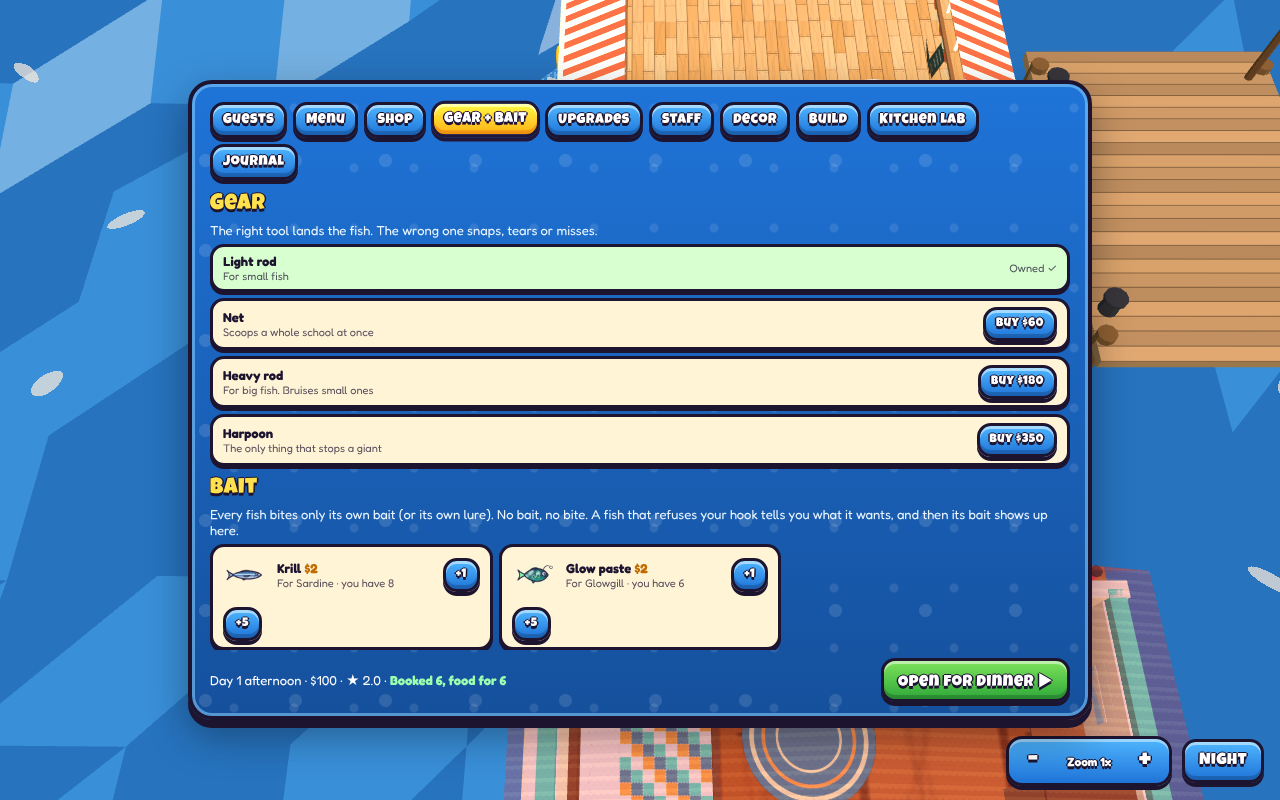 GUESTS Menu SHOP GEAR + BAIT UPGRADES STAFF DECOR BUILD KITCHEN LAB
JOURNAL
GEAR
The right tool lands the fish. The wrong one snaps, tears or misses.
Light rod
For small fish
Owned ✓
Net
Scoops a whole school at once
BUY $60
Heavy rod
For big fish. Bruises small ones
BUY $180
Harpoon
The only thing that stops a giant
BUY $350
BAIT
Every fish bites only its own bait (or its own lure). No bait, no bite. A fish that refuses your hook tells you what it wants, and then its bait shows up
here.
Krill $2
For Sardine · you have 8
+1
+5
Glow paste $2
For Glowgill · you have 6
+1
+5
Day 1 afternoon · $100 · ★ 2.0 · Booked 6, food for 6
OPEN FOR DINNER ▶
- Zoom 1x +
NIGHT